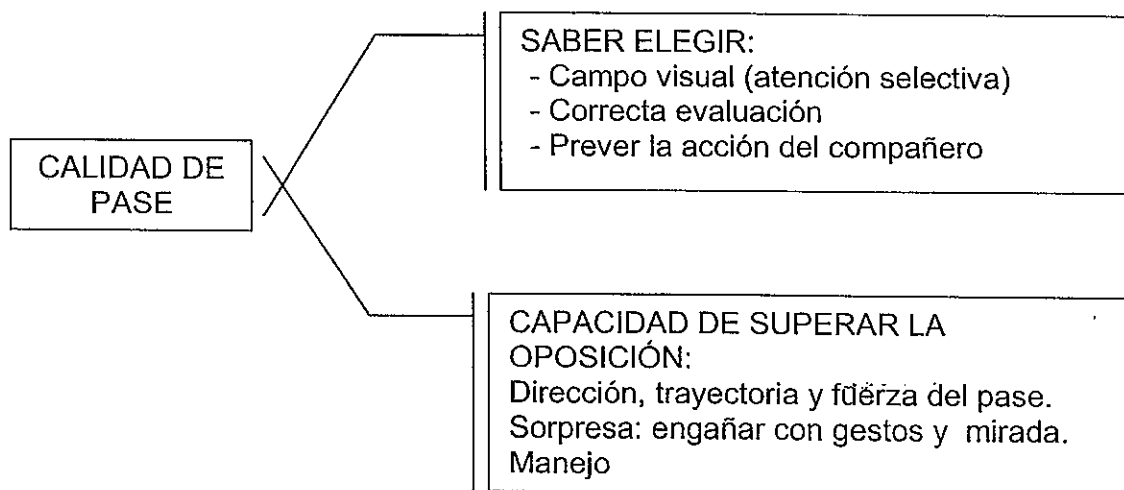 CALIDAD DE
PASE
SABER ELEGIR:
- Campo visual (atención selectiva)
- Correcta evaluación
- Prever la acción del compañero
CAPACIDAD DE SUPERAR LA
OPOSICIÓN:
Dirección, trayectoria y fuerza del pase.
Sorpresa: engañar con gestos y mirada.
Manejo